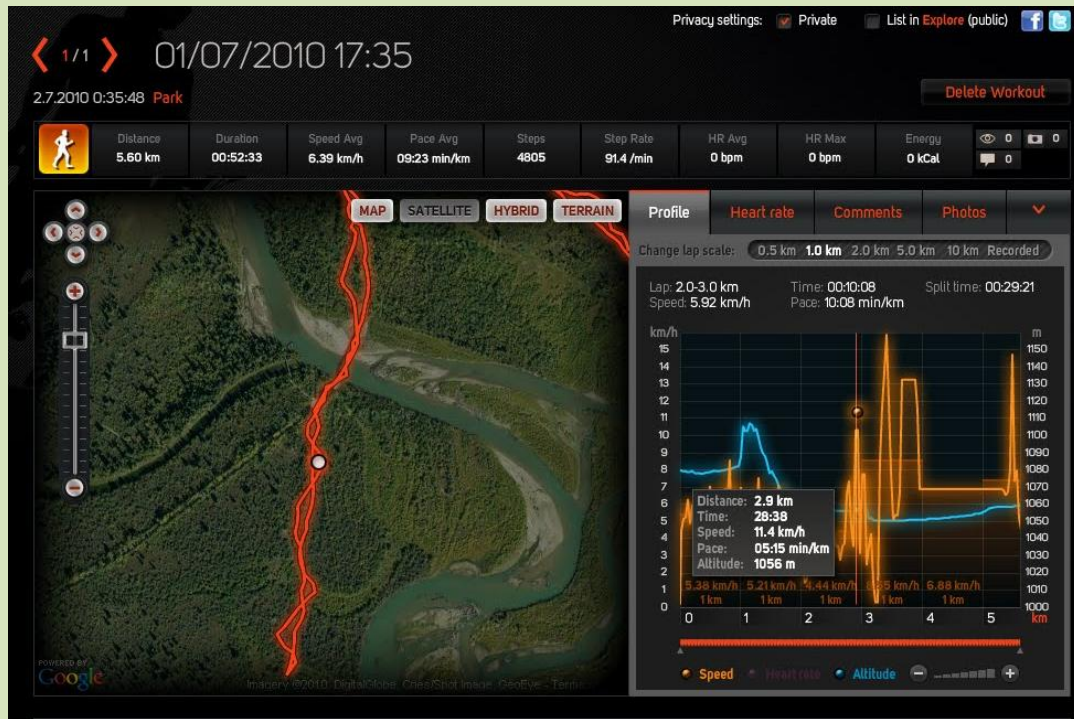 Privacy settings: Private List in Explore (public)
1/1 01/07/2010 17:35
2.7.2010 0:35:48 Park
Delete Workout
Distance Duration Speed Avg Pace Avg Steps Step Rate HR Avg HR Max Energy
5.60 km 00:52:33 6.39 km/h 09:23 min/km 4805 91.4 /min 0 bpm 0 bpm 0 kCal
0 0
0
MAP SATELLITE HYBRID TERRAIN
Profile Heart rate Comments Photos
Change lap scale: 0.5 km 1.0 km 2.0 km 5.0 km 10 km Recorded
Lap: 2.0-3.0 km Time: 00:10:08 Split time: 00:29:21
Speed: 5.92 km/h Pace: 10:08 min/km
km/h m
15 1150
14 1140
13 1130
12 1120
11 1110
10 1100
9 1090
8 1080
7 1070
6 1060
5 1050
4 1040
3 1030
2 1020
1 1010
0 1000
Distance: 2.9 km
Time: 28:38
Speed: 11.4 km/h
Pace: 05:15 min/km
Altitude: 1056 m
5.38 km/h 5.21 km/h 4.44 km/h km/h 6.88 km/h
1 km 1 km 1 km 1 km 1 km
0 1 2 3 4 5 km
Speed Heart rate Altitude
POWERED BY
Google
Imagery ©2010, DigitalGlobe, Cnes/Spot Image, GeoEye - Terms